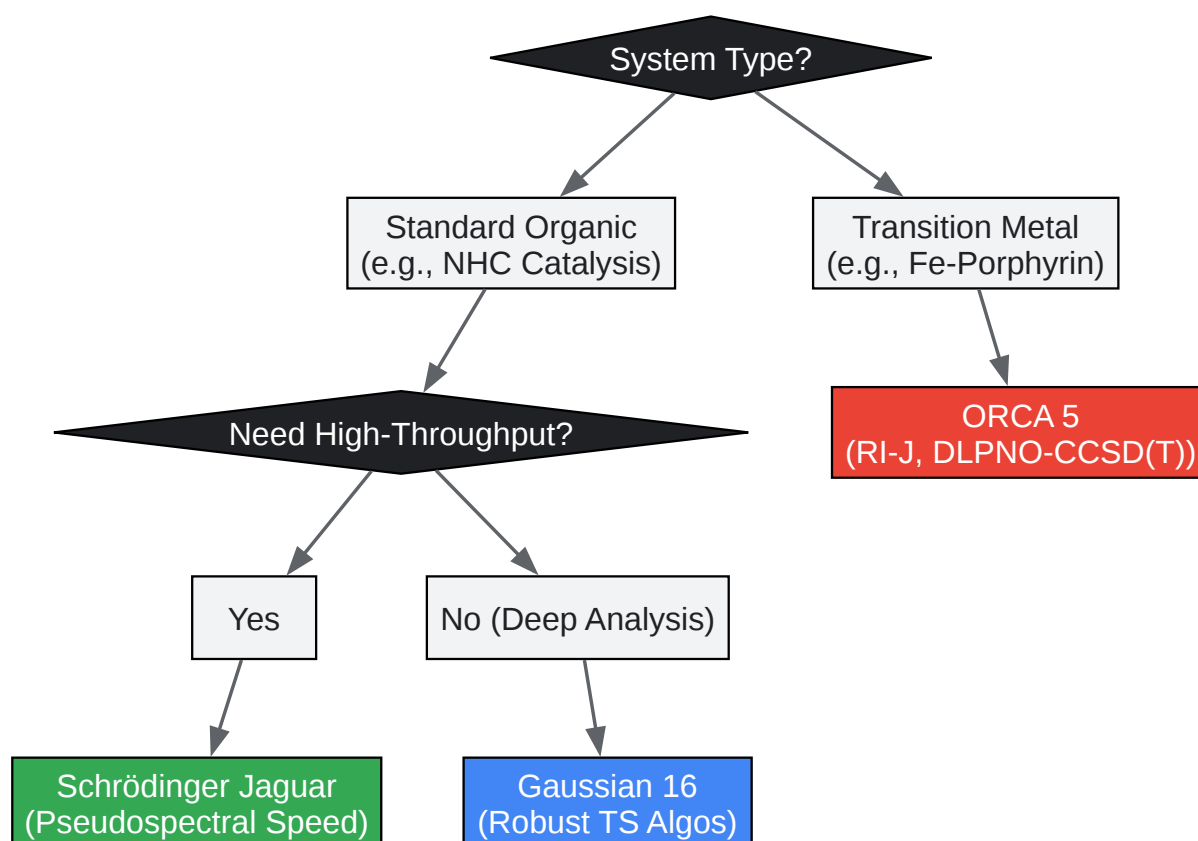 System Type?
Standard Organic
(e.g., NHC Catalysis)
Transition Metal
(e.g., Fe-Porphyrin)
Need High-Throughput?
ORCA 5
(RI-J, DLPNO-CCSD(T))
Yes
No (Deep Analysis)
Schrödinger Jaguar
(Pseudospectral Speed)
Gaussian 16
(Robust TS Algos)